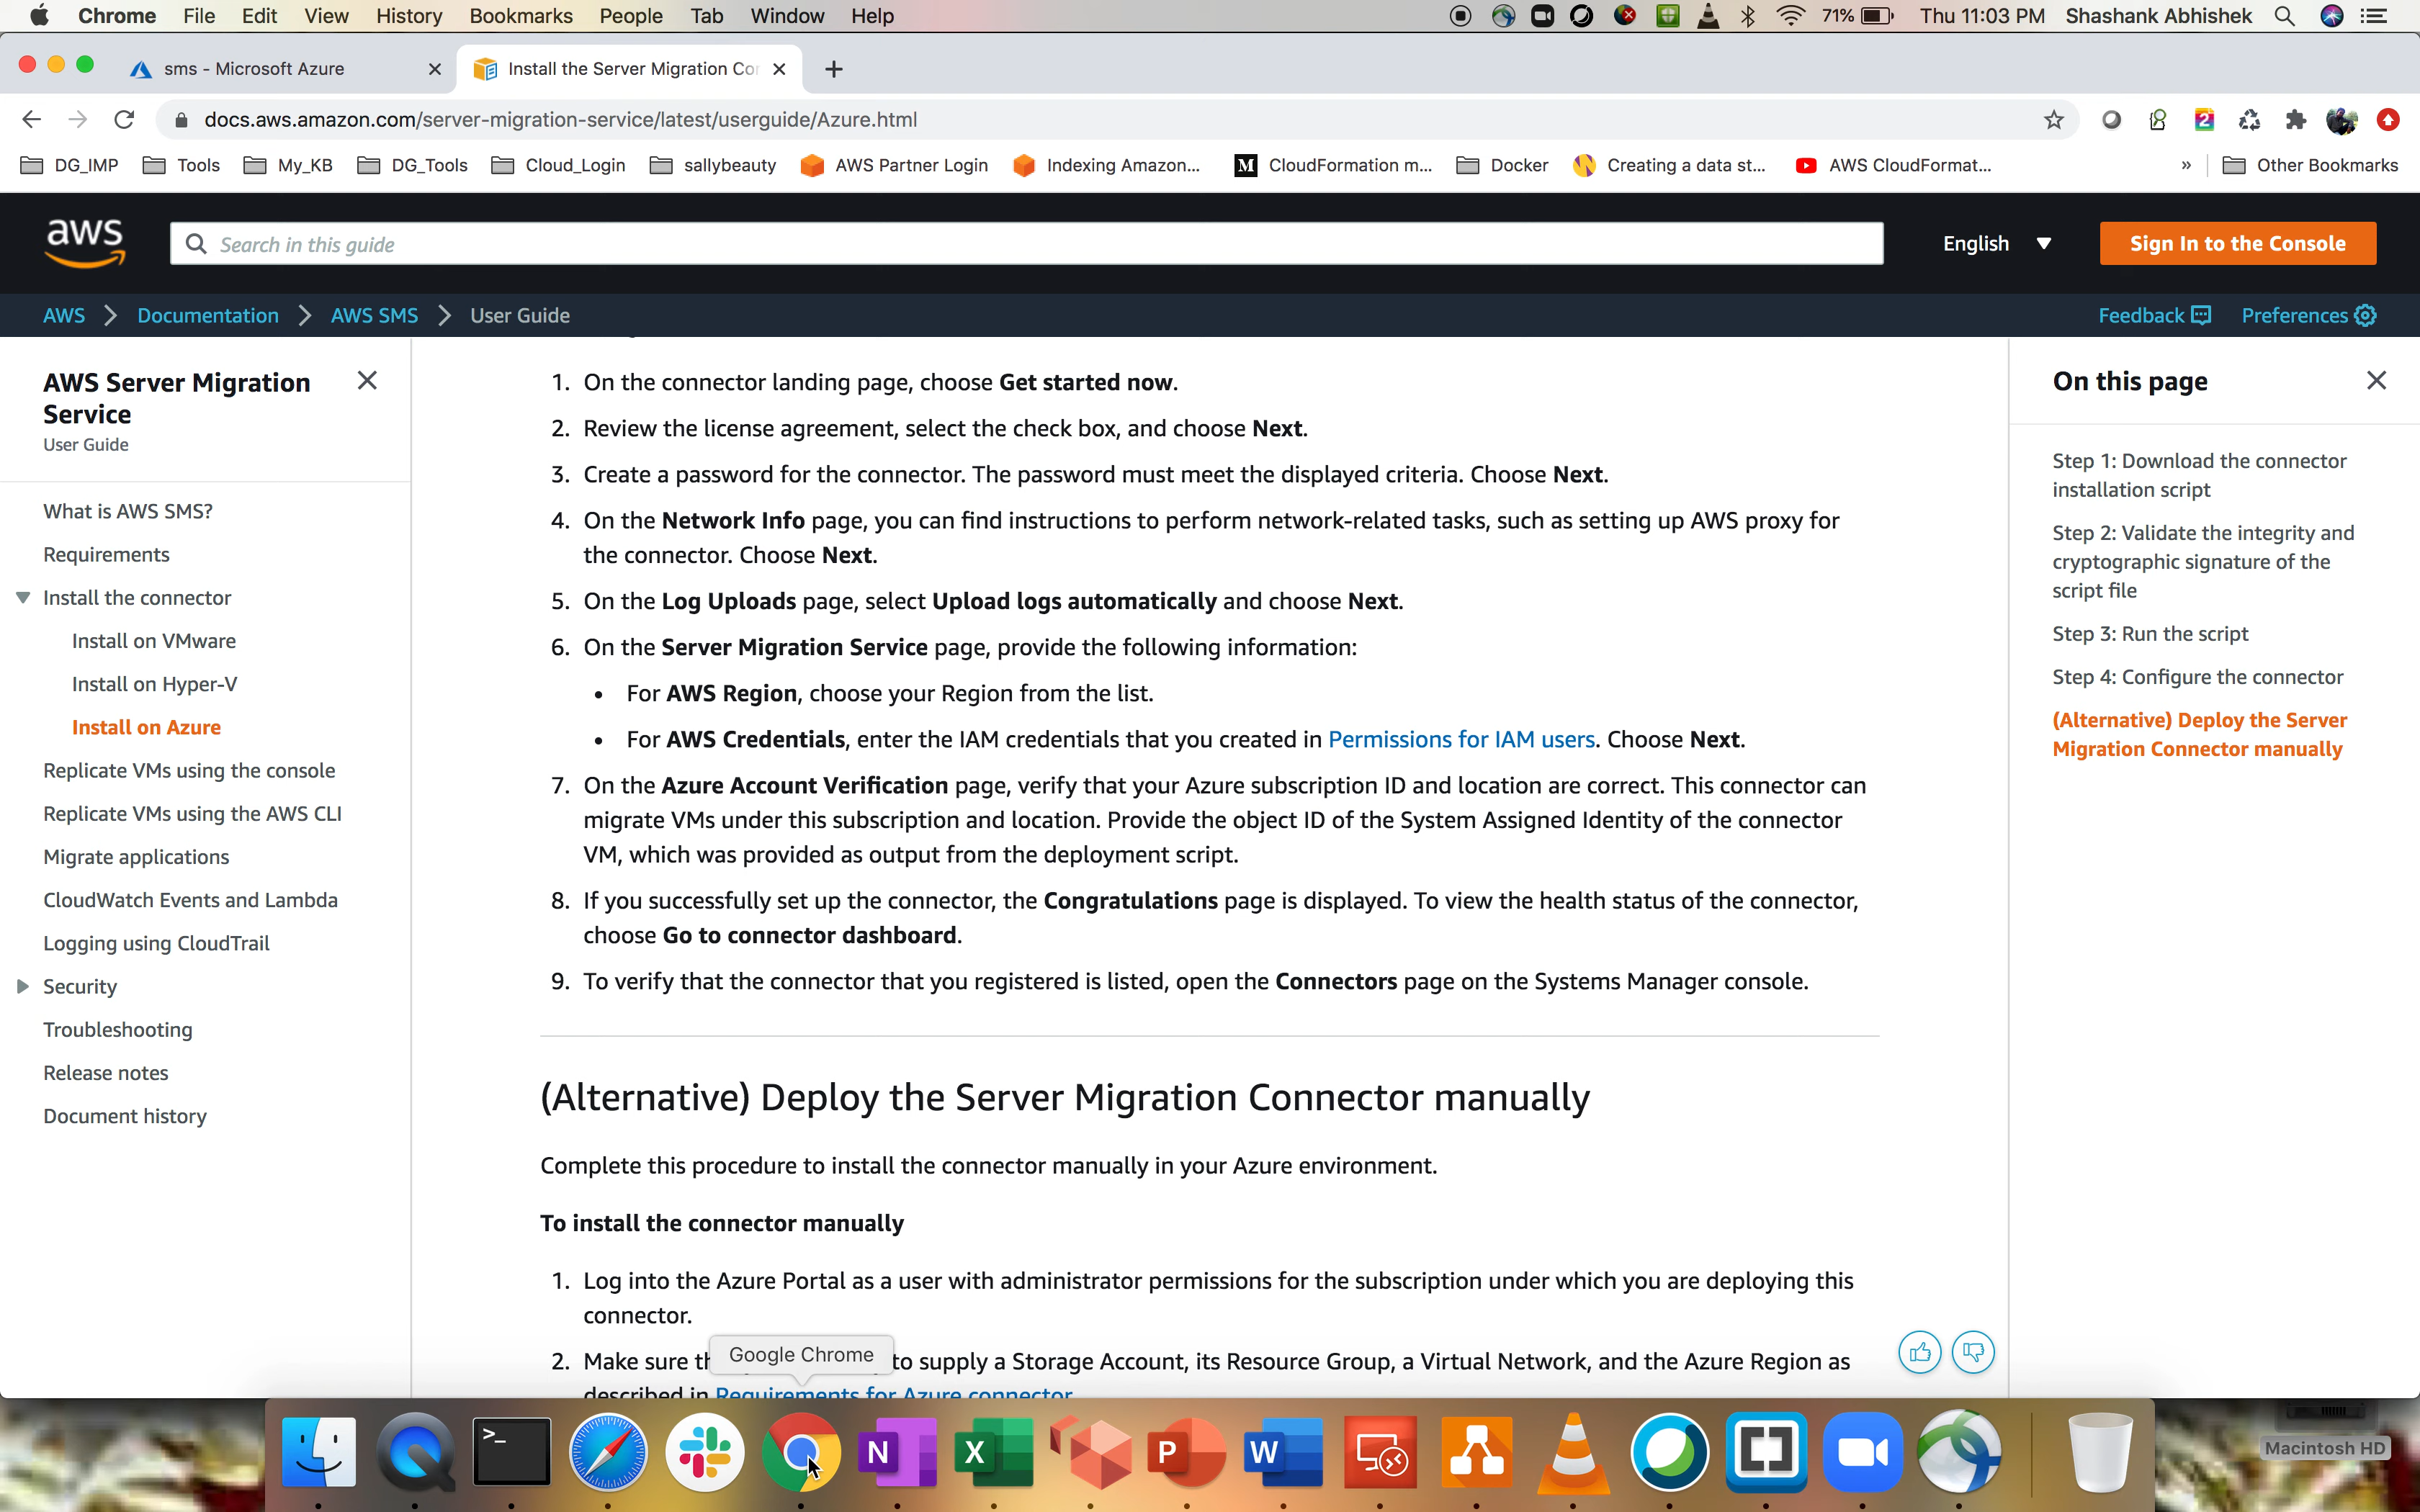 Chrome File Edit View History Bookmarks People Tab Window Help 71% Thu 11:03 PM Shashank Abhishek
sms - Microsoft Azure
Install the Server Migration Co
docs.aws.amazon.com/server-migration-service/latest/userguide/Azure.html
2
DG_IMP Tools My_KB DG_Tools Cloud_Login sallybeauty AWS Partner Login Indexing Amazon... M CloudFormation m... Docker Creating a data st... AWS CloudFormat... » Other Bookmarks
aws
Search in this guide
English
Sign In to the Console
AWS Documentation AWS SMS User Guide
Feedback Preferences
AWS Server Migration
Service
User Guide
What is AWS SMS?
Requirements
Install the connector
Install on VMware
Install on Hyper-V
Install on Azure
Replicate VMs using the console
Replicate VMs using the AWS CLI
Migrate applications
CloudWatch Events and Lambda
Logging using CloudTrail
Security
Troubleshooting
Release notes
Document history
1. On the connector landing page, choose Get started now.
2. Review the license agreement, select the check box, and choose Next.
3. Create a password for the connector. The password must meet the displayed criteria. Choose Next.
4. On the Network Info page, you can find instructions to perform network-related tasks, such as setting up AWS proxy for
the connector. Choose Next.
5. On the Log Uploads page, select Upload logs automatically and choose Next.
6. On the Server Migration Service page, provide the following information:
• For AWS Region, choose your Region from the list.
• For AWS Credentials, enter the IAM credentials that you created in Permissions for IAM users. Choose Next.
7. On the Azure Account Verification page, verify that your Azure subscription ID and location are correct. This connector can
migrate VMs under this subscription and location. Provide the object ID of the System Assigned Identity of the connector
VM, which was provided as output from the deployment script.
8. If you successfully set up the connector, the Congratulations page is displayed. To view the health status of the connector,
choose Go to connector dashboard.
9. To verify that the connector that you registered is listed, open the Connectors page on the Systems Manager console.
(Alternative) Deploy the Server Migration Connector manually
Complete this procedure to install the connector manually in your Azure environment.
To install the connector manually
1. Log into the Azure Portal as a user with administrator permissions for the subscription under which you are deploying this
connector.
2. Make sure to supply a Storage Account, its Resource Group, a Virtual Network, and the Azure Region as
described in Requirements for Azure connector
Google Chrome
On this page
Step 1: Download the connector
installation script
Step 2: Validate the integrity and
cryptographic signature of the
script file
Step 3: Run the script
Step 4: Configure the connector
(Alternative) Deploy the Server
Migration Connector manually
>_
N
X
P
W
Macintosh HD